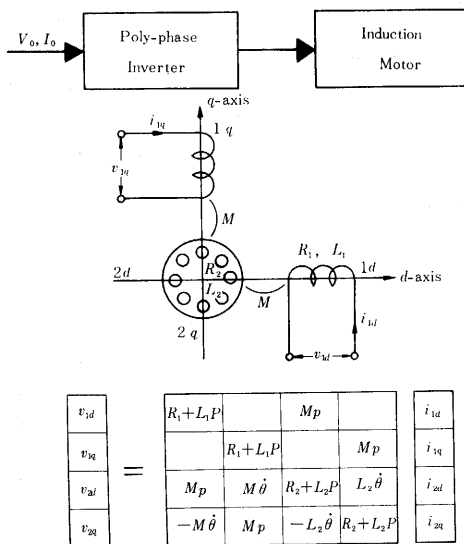 V₀, I₀
Poly-phase
Inverter
Induction
Motor
q-axis
i₁q
1 q
v₁q
M
R₁, L₁
2d
R₂
1d
d-axis
L₂
M
2 q
i₁d
v₁d
v₁d R₁+L₁P Mp i₁d
v₁q = R₁+L₁P Mp i₁q
v₂d Mp Mθ̇ R₂+L₂P L₂θ̇ i₂d
v₂q −Mθ̇ Mp −L₂θ̇ R₂+L₂P i₂q